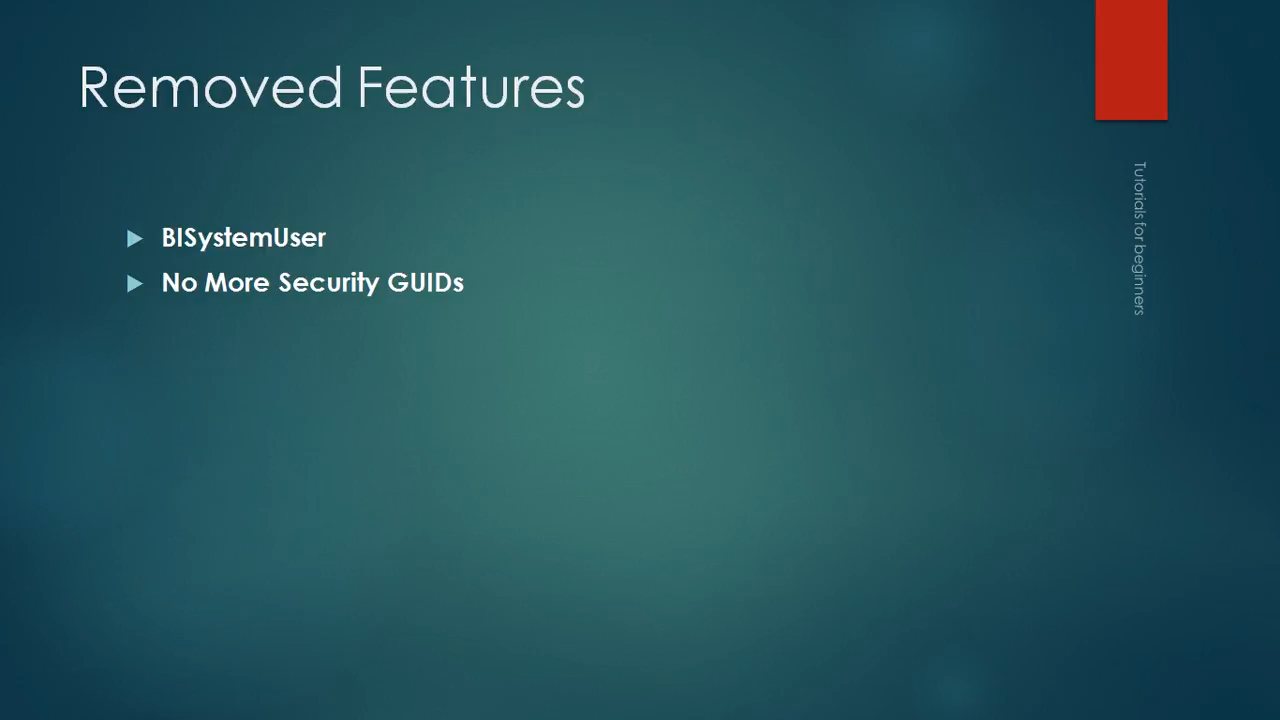 Removed Features
BISystemUser
No More Security GUIDs
Tutorials for beginners